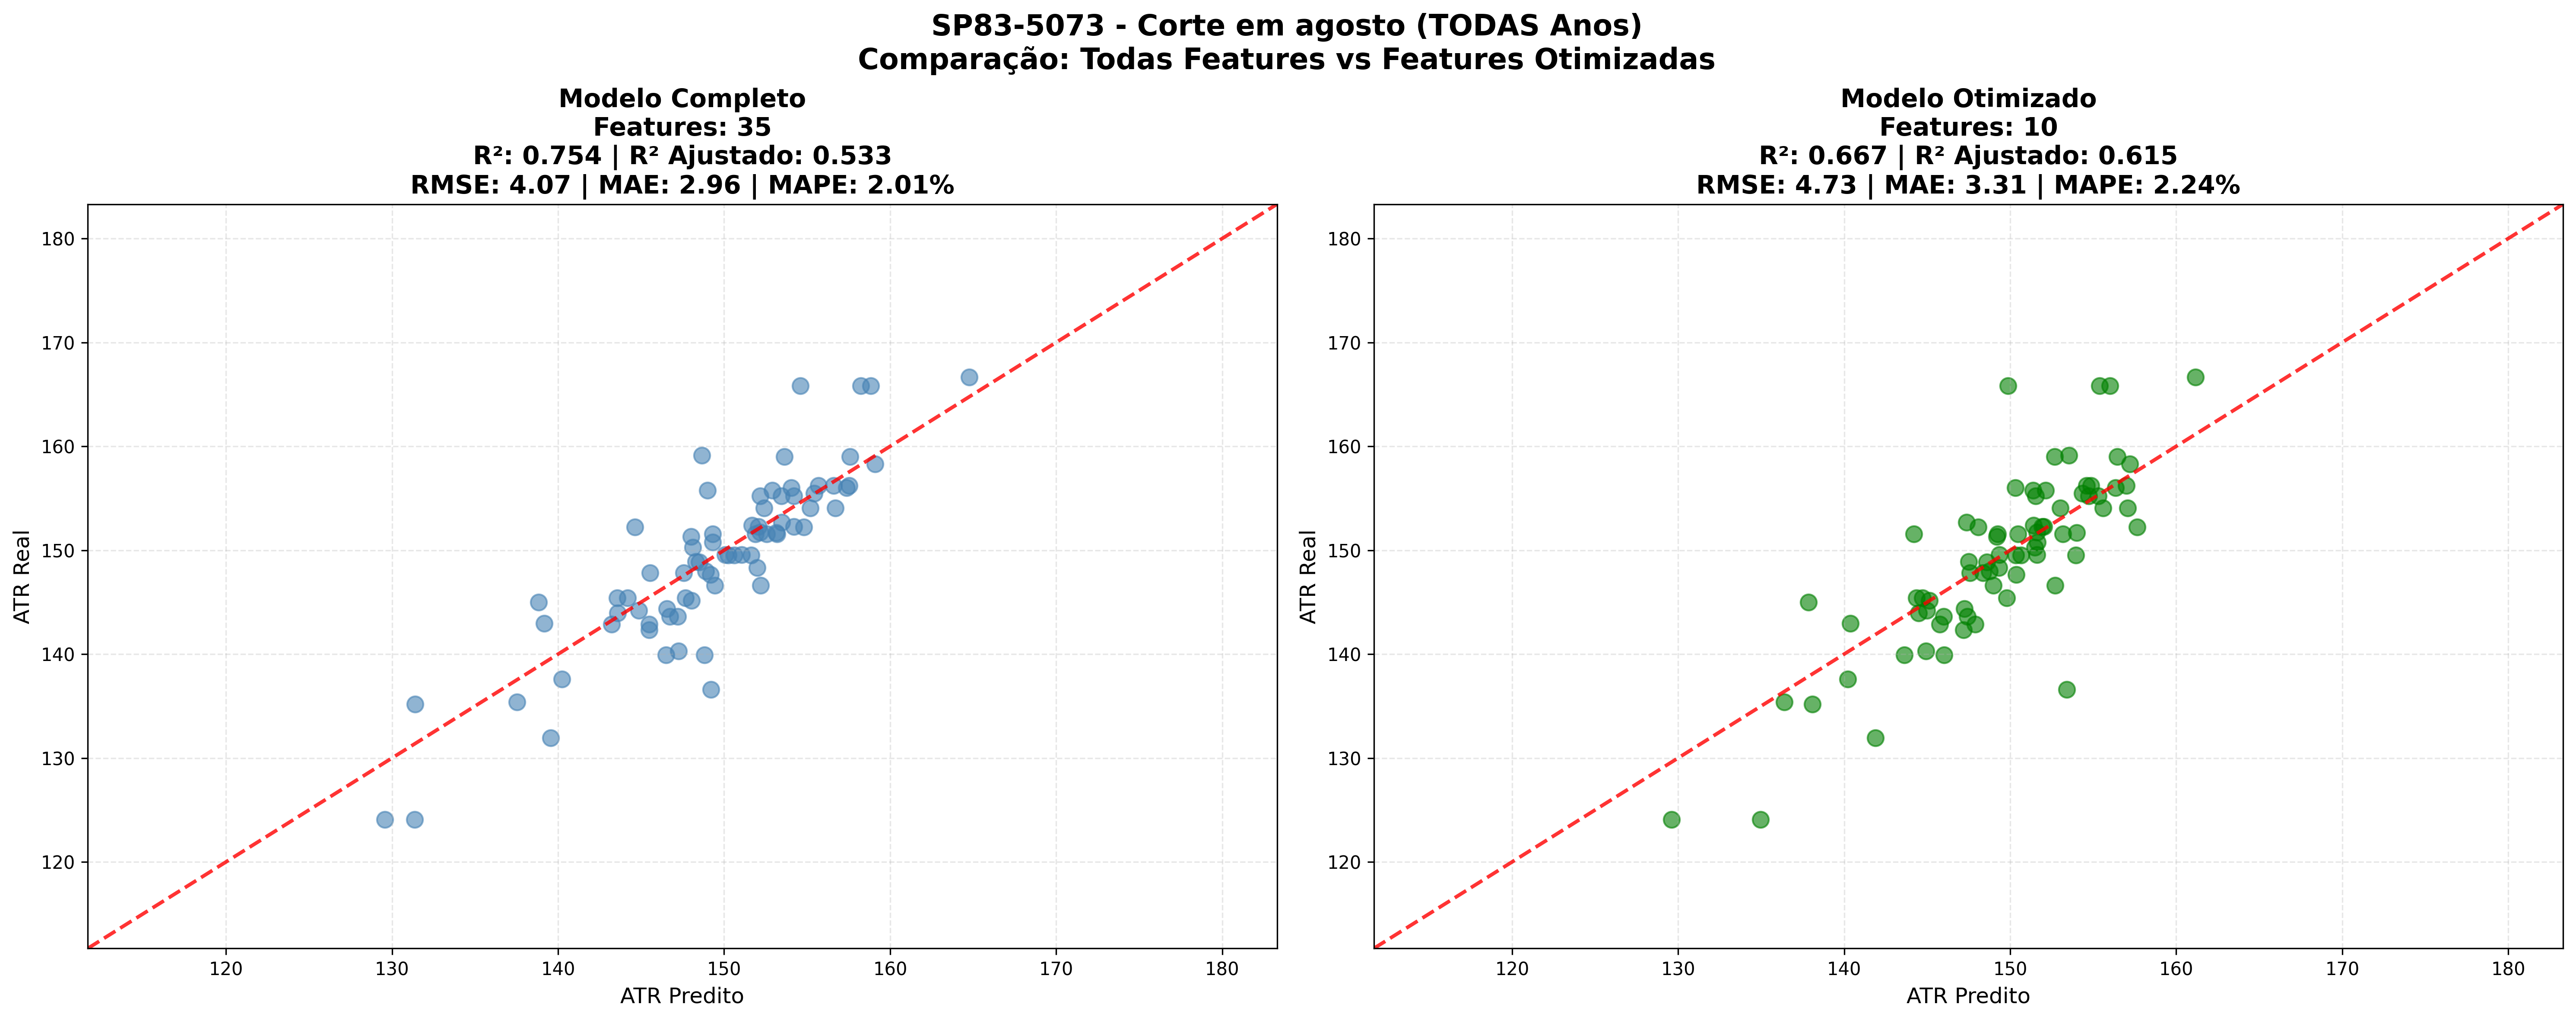 SP83-5073 - Corte em agosto (TODAS Anos)
Comparação: Todas Features vs Features Otimizadas
Modelo Completo
Features: 35
R²: 0.754 | R² Ajustado: 0.533
RMSE: 4.07 | MAE: 2.96 | MAPE: 2.01%
180
170
160
150
140
130
120
ATR Real
120 130 140 150 160 170 180
ATR Predito
Modelo Otimizado
Features: 10
R²: 0.667 | R² Ajustado: 0.615
RMSE: 4.73 | MAE: 3.31 | MAPE: 2.24%
180
170
160
150
140
130
120
ATR Real
120 130 140 150 160 170 180
ATR Predito